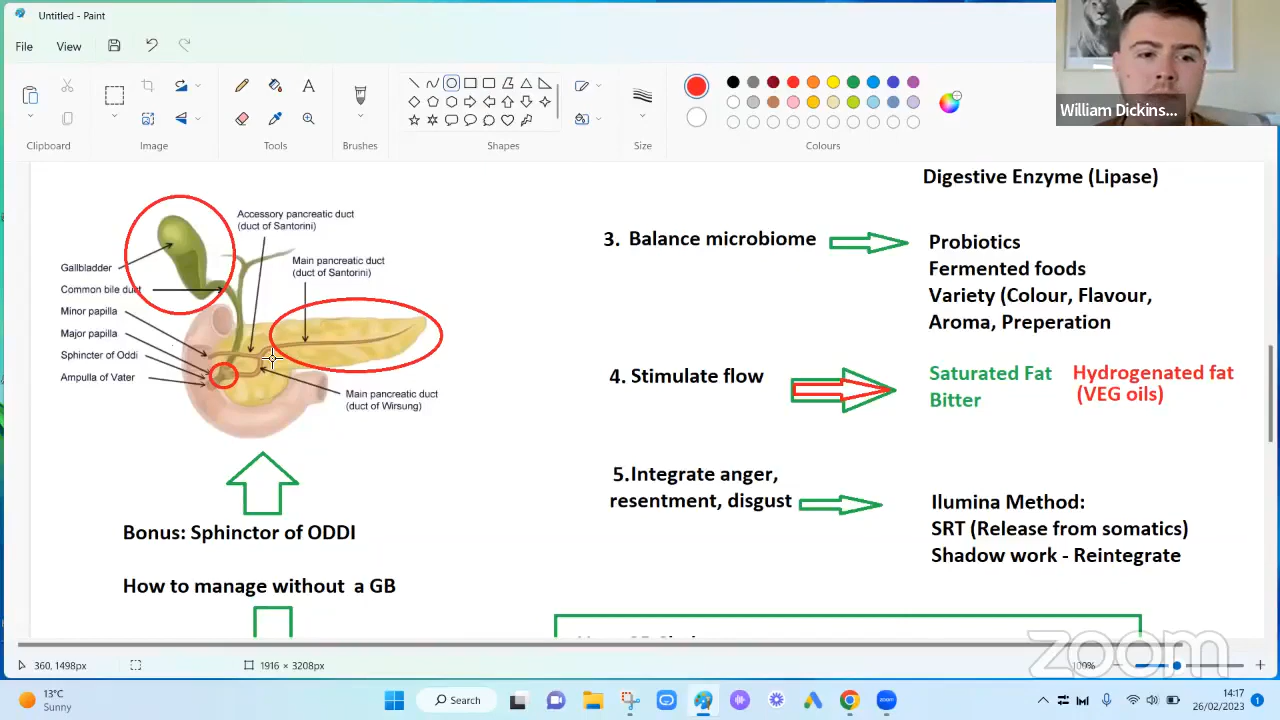 Untitled - Paint
File
View
Clipboard
Image
Tools
Brushes
Shapes
Size
Colours
William Dickins...
Digestive Enzyme (Lipase)
3. Balance microbiome
Probiotics
Fermented foods
Variety (Colour, Flavour,
Aroma, Preperation
4. Stimulate flow
Saturated Fat
Bitter
Hydrogenated fat
(VEG oils)
5.Integrate anger,
resentment, disgust
Ilumina Method:
SRT (Release from somatics)
Shadow work - Reintegrate
Accessory pancreatic duct
(duct of Santorini)
Main pancreatic duct
(duct of Santorini)
Gallbladder
Common bile duct
Minor papilla
Major papilla
Sphincter of Oddi
Ampulla of Vater
Main pancreatic duct
(duct of Wirsung)
Bonus: Sphinctor of ODDI
How to manage without a GB
zoom
360, 1498px
1916 × 3208px
100%
13°C
Sunny
Search
zoom
14:17
26/02/2023
1